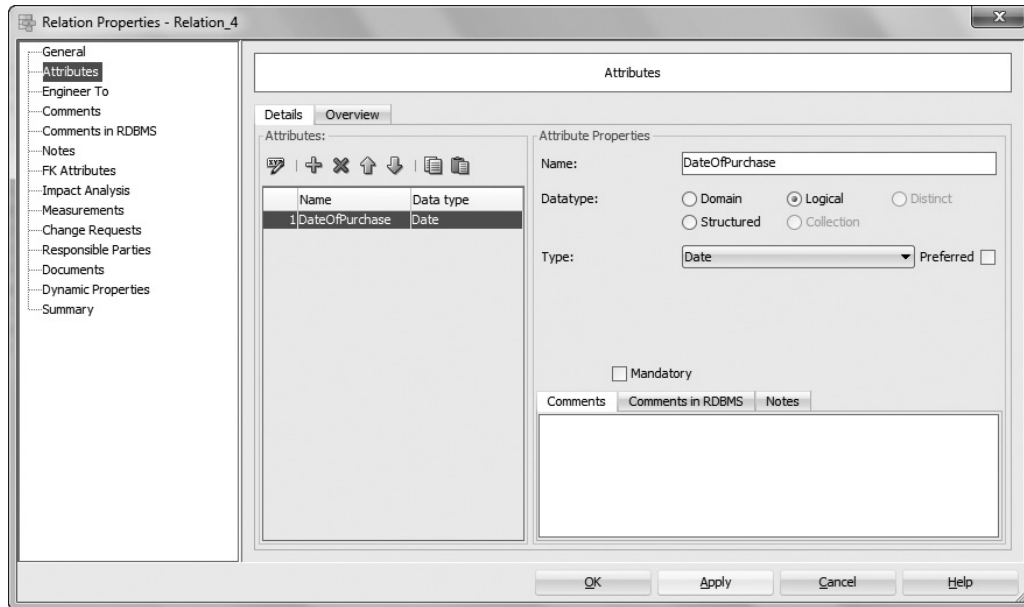 Relation Properties - Relation_4
X
General
Attributes
Engineer To
Comments
Comments in RDBMS
Notes
FK Attributes
Impact Analysis
Measurements
Change Requests
Responsible Parties
Documents
Dynamic Properties
Summary
Attributes
Details Overview
Attributes:
Name Data type
1 DateOfPurchase Date
Attribute Properties
Name: DateOfPurchase
Datatype: Domain Logical Distinct
Structured Collection
Type: Date Preferred
Mandatory
Comments Comments in RDBMS Notes
OK Apply Cancel Help